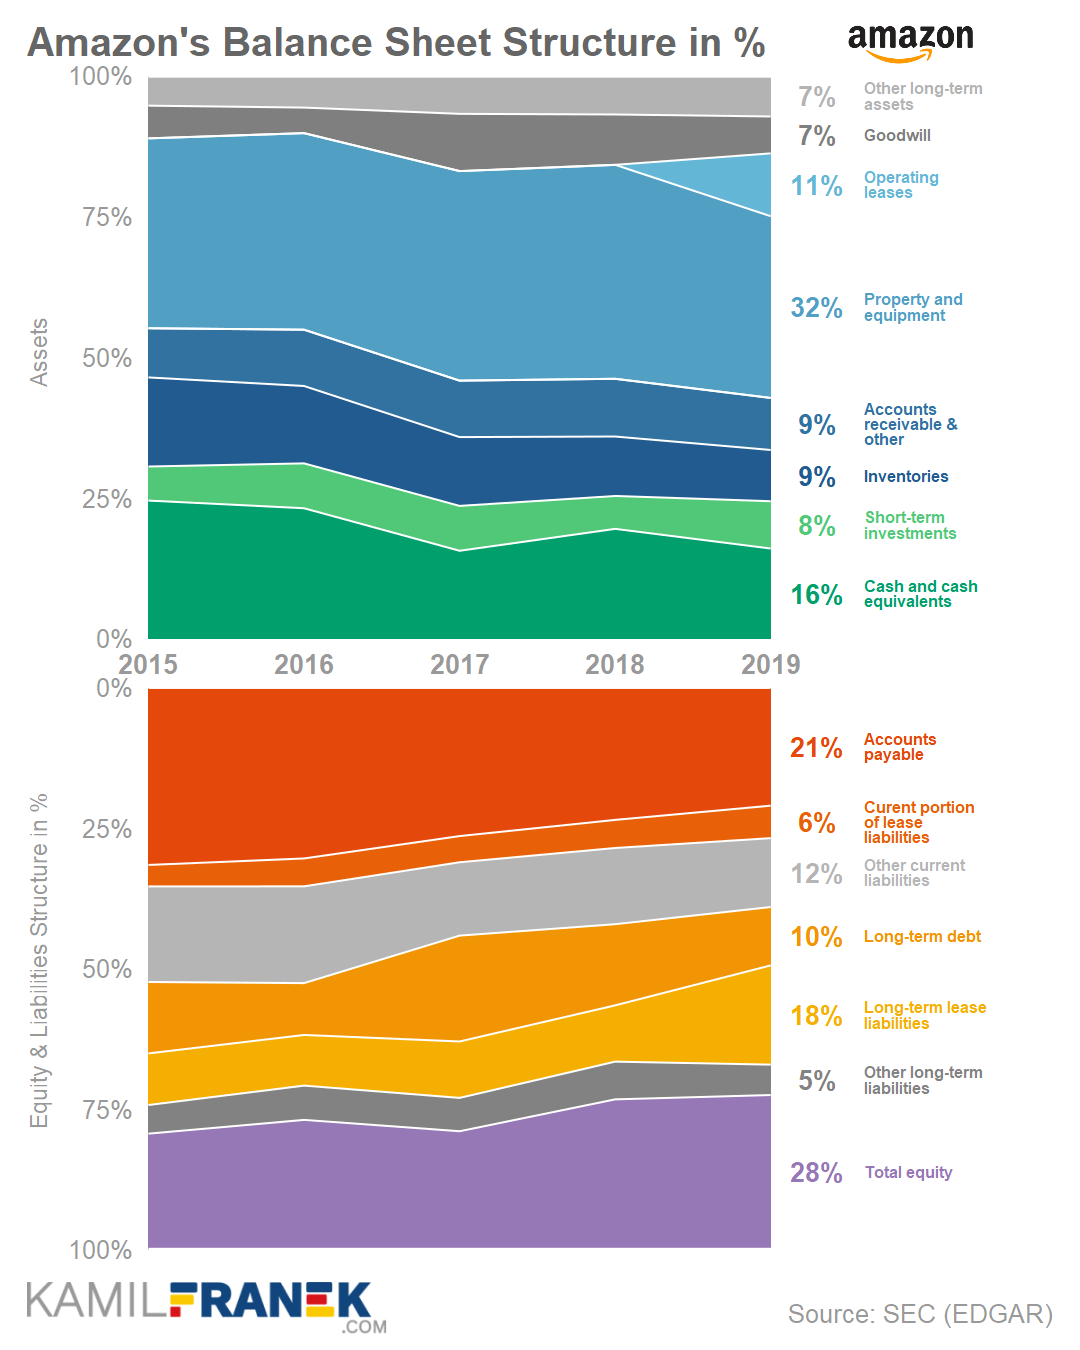 Amazon's Balance Sheet Structure in %
amazon
100%
75%
50%
25%
0%
Assets
7%
Other long-term
assets
7%
Goodwill
11%
Operating
leases
32%
Property and
equipment
9%
Accounts
receivable &
other
9%
Inventories
8%
Short-term
investments
16%
Cash and cash
equivalents
2015 2016 2017 2018 2019
0%
25%
50%
75%
100%
Equity & Liabilities Structure in %
21%
Accounts
payable
6%
Curent portion
of lease
liabilities
12%
Other current
liabilities
10%
Long-term debt
18%
Long-term lease
liabilities
5%
Other long-term
liabilities
28%
Total equity
KAMILFRANEK
.COM
Source: SEC (EDGAR)